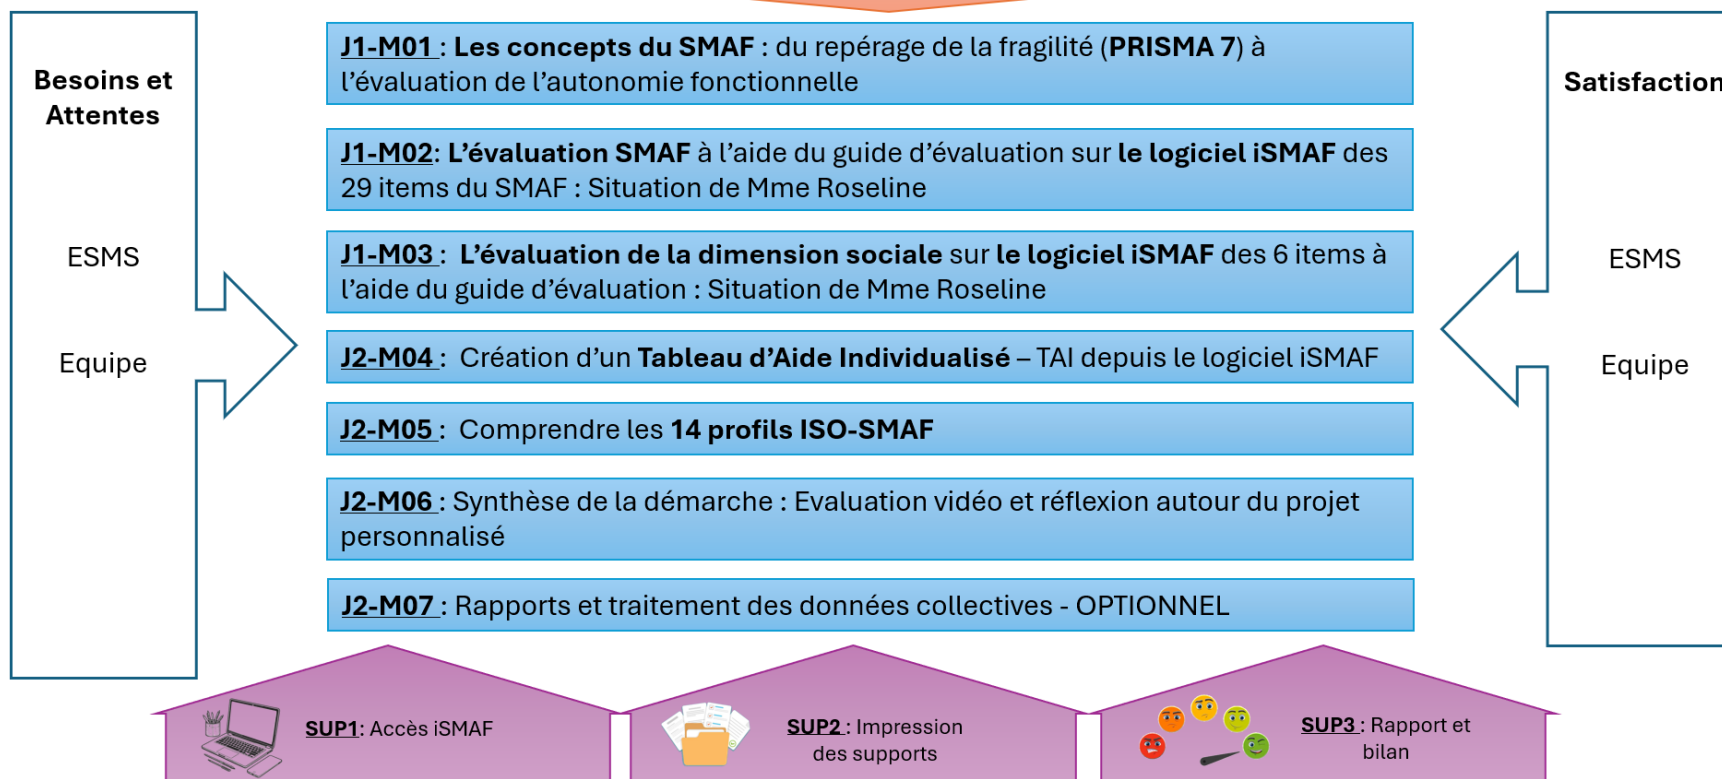 Besoins et
Attentes
ESMS
Equipe
J1-M01 : Les concepts du SMAF : du repérage de la fragilité (PRISMA 7) à
l’évaluation de l’autonomie fonctionnelle
J1-M02: L’évaluation SMAF à l’aide du guide d’évaluation sur le logiciel iSMAF des
29 items du SMAF : Situation de Mme Roseline
J1-M03 : L’évaluation de la dimension sociale sur le logiciel iSMAF des 6 items à
l’aide du guide d’évaluation : Situation de Mme Roseline
J2-M04 : Création d’un Tableau d’Aide Individualisé – TAI depuis le logiciel iSMAF
J2-M05 : Comprendre les 14 profils ISO-SMAF
J2-M06 : Synthèse de la démarche : Evaluation vidéo et réflexion autour du projet
personnalisé
J2-M07 : Rapports et traitement des données collectives - OPTIONNEL
Satisfaction
ESMS
Equipe
SUP1: Accès iSMAF
SUP2 : Impression
des supports
SUP3 : Rapport et
bilan